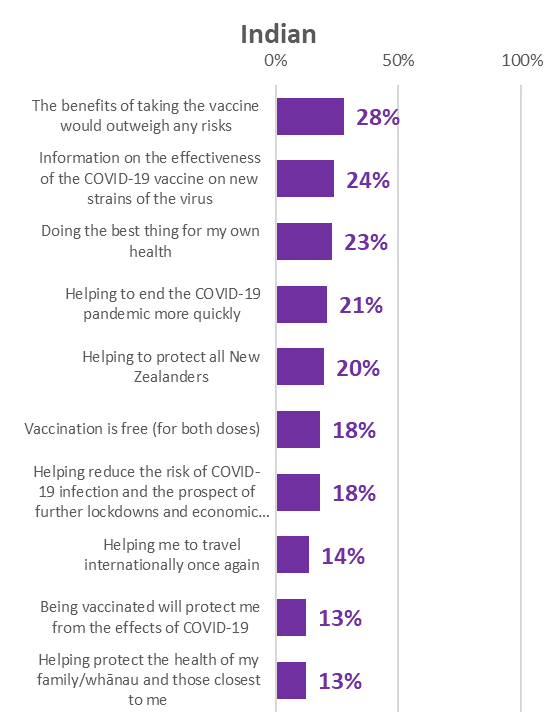 Indian
0% 50% 100%
The benefits of taking the vaccine
would outweigh any risks
28%
Information on the effectiveness
of the COVID-19 vaccine on new
strains of the virus
24%
Doing the best thing for my own
health
23%
Helping to end the COVID-19
pandemic more quickly
21%
Helping to protect all New
Zealanders
20%
Vaccination is free (for both doses)
18%
Helping reduce the risk of COVID-
19 infection and the prospect of
further lockdowns and economic...
18%
Helping me to travel
internationally once again
14%
Being vaccinated will protect me
from the effects of COVID-19
13%
Helping protect the health of my
family/whānau and those closest
to me
13%